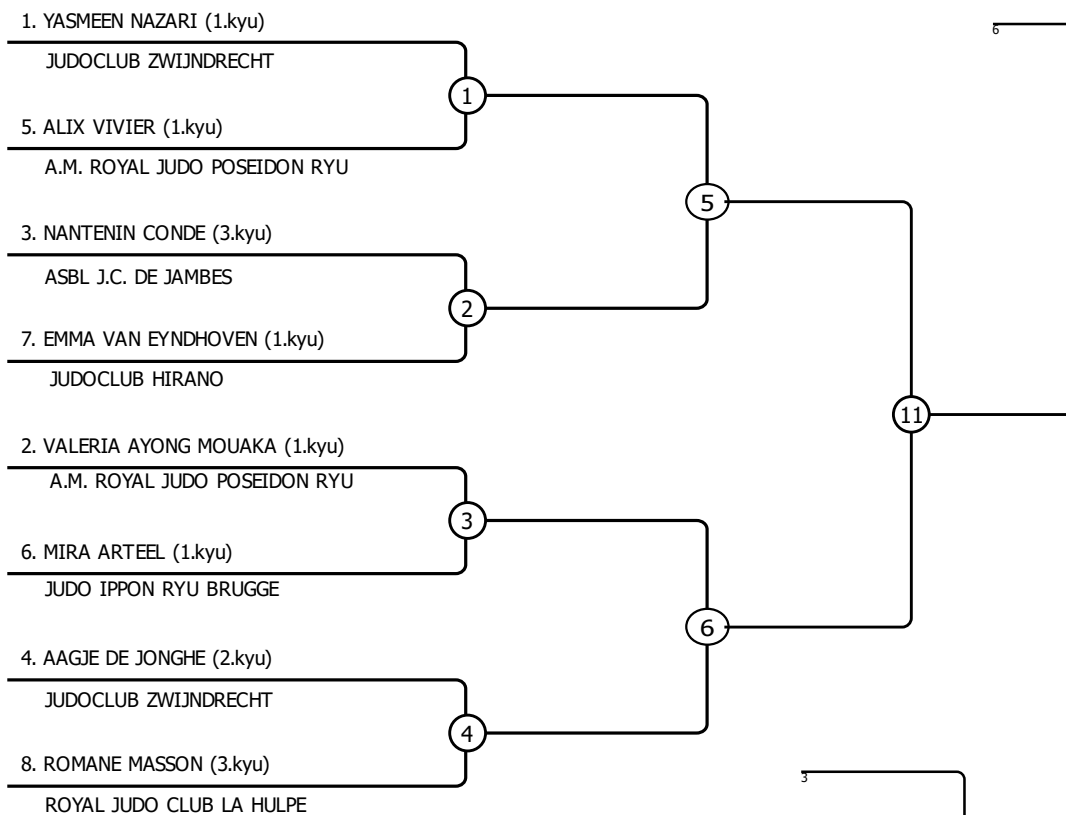 1. YASMEEN NAZARI (1.kyu)
6
JUDOCLUB ZWIJNDRECHT
1
5. ALIX VIVIER (1.kyu)
A.M. ROYAL JUDO POSEIDON RYU
5
3. NANTENIN CONDE (3.kyu)
ASBL J.C. DE JAMBES
2
7. EMMA VAN EYNDHOVEN (1.kyu)
JUDOCLUB HIRANO
11
2. VALERIA AYONG MOUAKA (1.kyu)
A.M. ROYAL JUDO POSEIDON RYU
3
6. MIRA ARTEEL (1.kyu)
JUDO IPPON RYU BRUGGE
6
4. AAGJE DE JONGHE (2.kyu)
JUDOCLUB ZWIJNDRECHT
4
8. ROMANE MASSON (3.kyu)
3
ROYAL JUDO CLUB LA HULPE